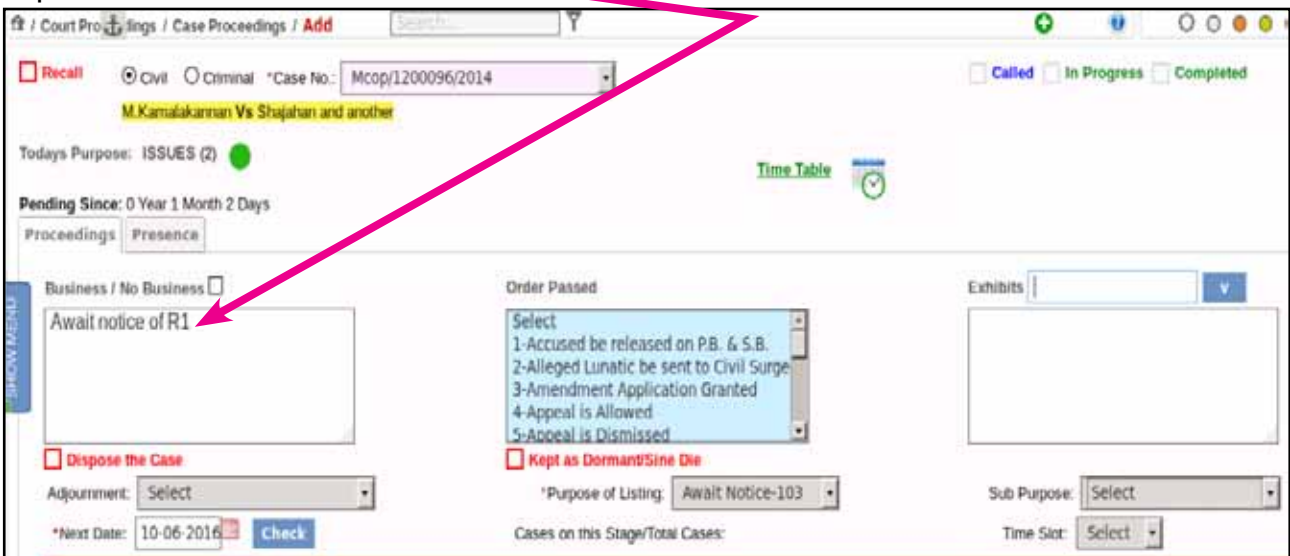 / Court Pro dings / Case Proceedings / Add Search...
Recall Civil Criminal *Case No.: Mcop/1200096/2014 Called In Progress Completed
M.Kamalakannan Vs Shajahan and another
Todays Purpose: ISSUES (2)
Time Table
Pending Since: 0 Year 1 Month 2 Days
Proceedings Presence
Business / No Business Order Passed Exhibits v
SHOW MENU
Await notice of R1
Select
1-Accused be released on P.B. & S.B.
2-Alleged Lunatic be sent to Civil Surge
3-Amendment Application Granted
4-Appeal is Allowed
5-Appeal is Dismissed
Dispose the Case Kept as Dormant/Sine Die
Adjournment: Select *Purpose of Listing: Await Notice-103 Sub Purpose: Select
*Next Date: 10-06-2016 Check Cases on this Stage/Total Cases: Time Slot: Select